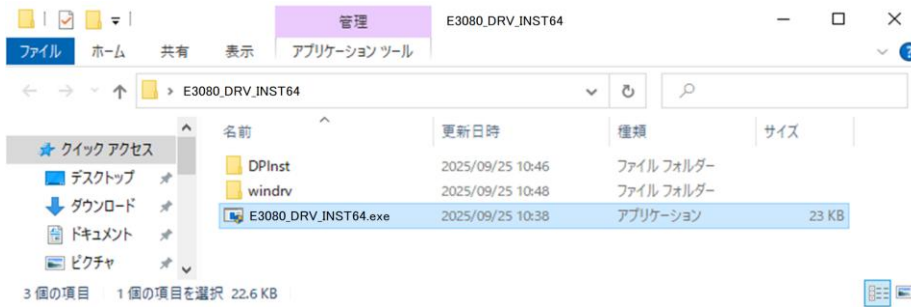 管理
E3080_DRV_INST64
ファイル ホーム 共有 表示 アプリケーション ツール
E3080_DRV_INST64
名前 更新日時 種類 サイズ
クイック アクセス
デスクトップ
ダウンロード
ドキュメント
ピクチャ
DPInst 2025/09/25 10:46 ファイル フォルダー
windrv 2025/09/25 10:48 ファイル フォルダー
E3080_DRV_INST64.exe 2025/09/25 10:38 アプリケーション 23 KB
3 個の項目 1 個の項目を選択 22.6 KB